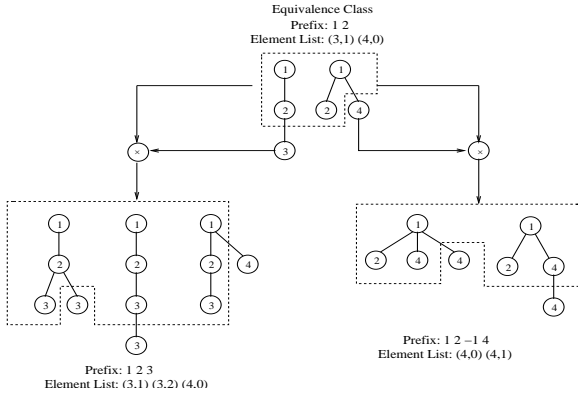 Equivalence Class
Prefix: 1 2
Element List: (3,1) (4,0)
1 1
2 2 4
× 3 ×
1 1 1 1 1
2 2 2 4 2 4 4 2 4
3 3 3 3 4
3
Prefix: 1 2 3
Element List: (3,1) (3,2) (4,0)
Prefix: 1 2 −1 4
Element List: (4,0) (4,1)